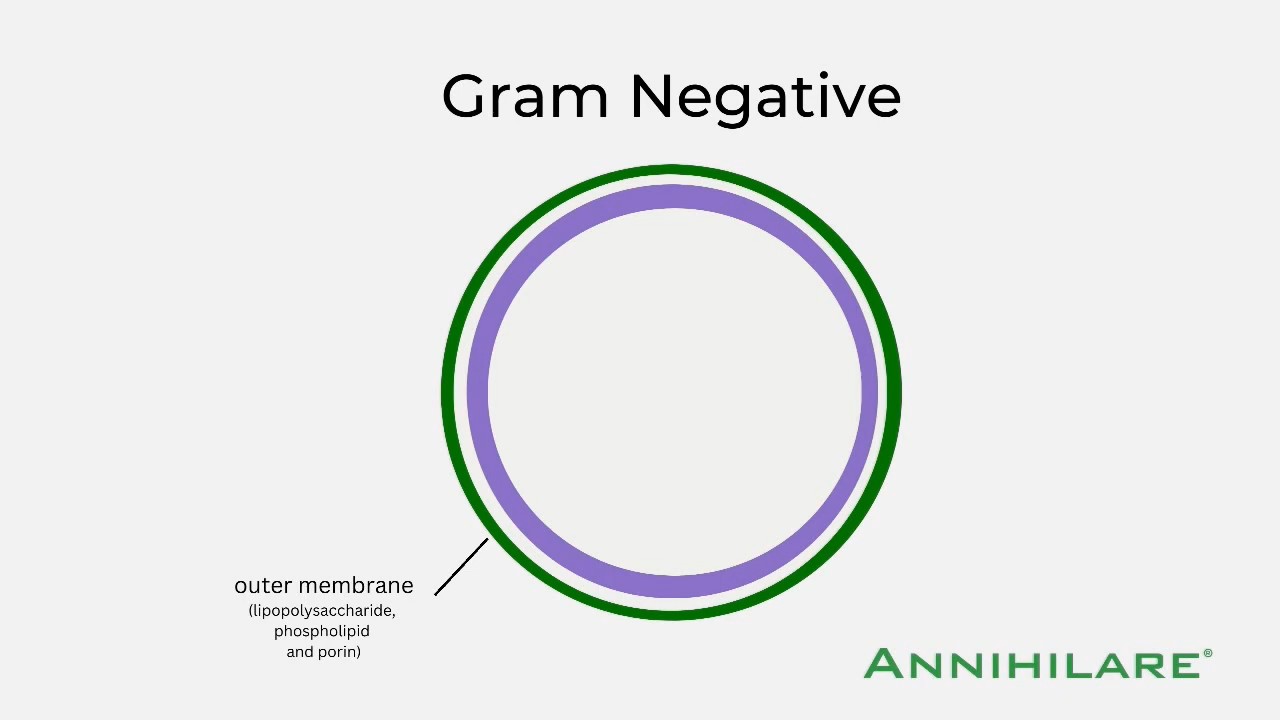 Gram Negative
outer membrane
(lipopolysaccharide,
phospholipid
and porin)
ANNIHILARE®